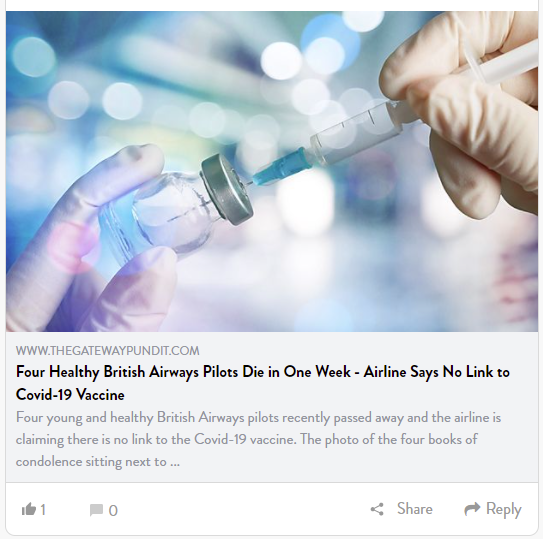 WWW.THEGATEWAYPUNDIT.COM
Four Healthy British Airways Pilots Die in One Week - Airline Says No Link to
Covid-19 Vaccine
Four young and healthy British Airways pilots recently passed away and the airline is
claiming there is no link to the Covid-19 vaccine. The photo of the four books of
condolence sitting next to ...
1 0 Share Reply